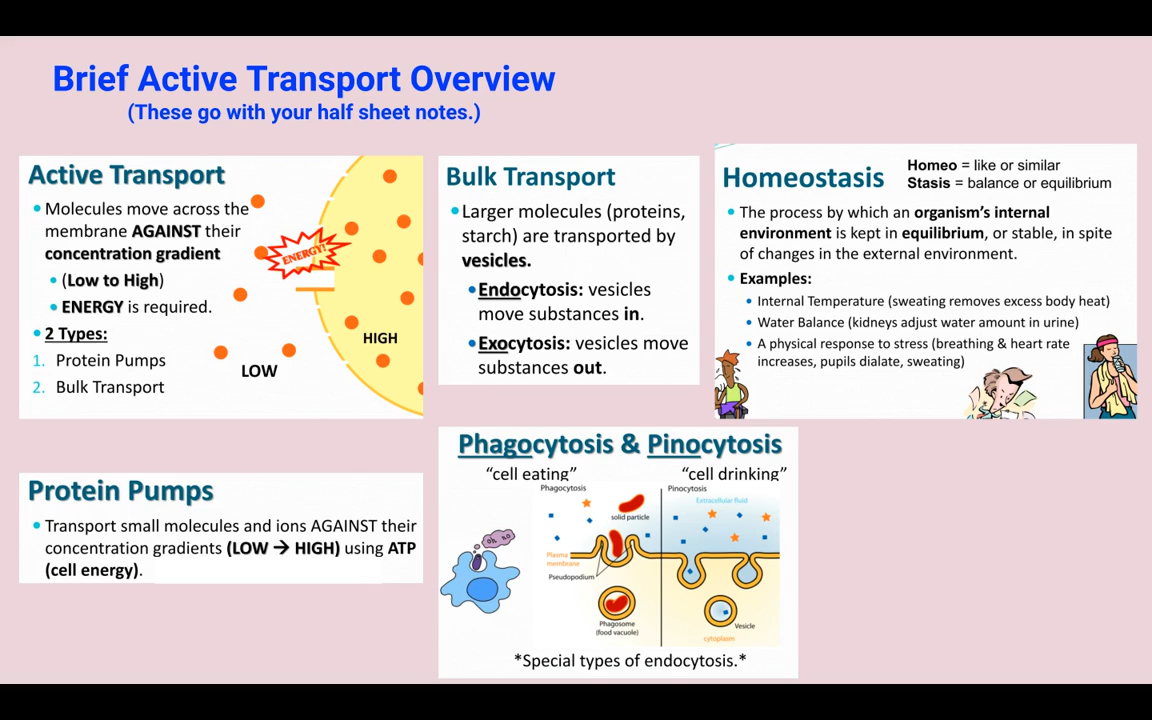 Brief Active Transport Overview
(These go with your half sheet notes.)
Active Transport
• Molecules move across the
membrane AGAINST their
concentration gradient
• (Low to High)
• ENERGY is required.
• 2 Types:
1. Protein Pumps
2. Bulk Transport
ENERGY!
HIGH
LOW
Bulk Transport
• Larger molecules (proteins,
starch) are transported by
vesicles.
• Endocytosis: vesicles
move substances in.
• Exocytosis: vesicles move
substances out.
Homeostasis
Homeo = like or similar
Stasis = balance or equilibrium
• The process by which an organism's internal
environment is kept in equilibrium, or stable, in spite
of changes in the external environment.
• Examples:
• Internal Temperature (sweating removes excess body heat)
• Water Balance (kidneys adjust water amount in urine)
• A physical response to stress (breathing & heart rate
increases, pupils dialate, sweating)
Protein Pumps
• Transport small molecules and ions AGAINST their
concentration gradients (LOW → HIGH) using ATP
(cell energy).
Phagocytosis & Pinocytosis
"cell eating"
"cell drinking"
Phagocytosis
solid particle
Plasma
membrane
Pseudopodium
Phagosome
(food vacuole)
Pinocytosis
Extracellular fluid
Vesicle
cytoplasm
oh no
*Special types of endocytosis.*